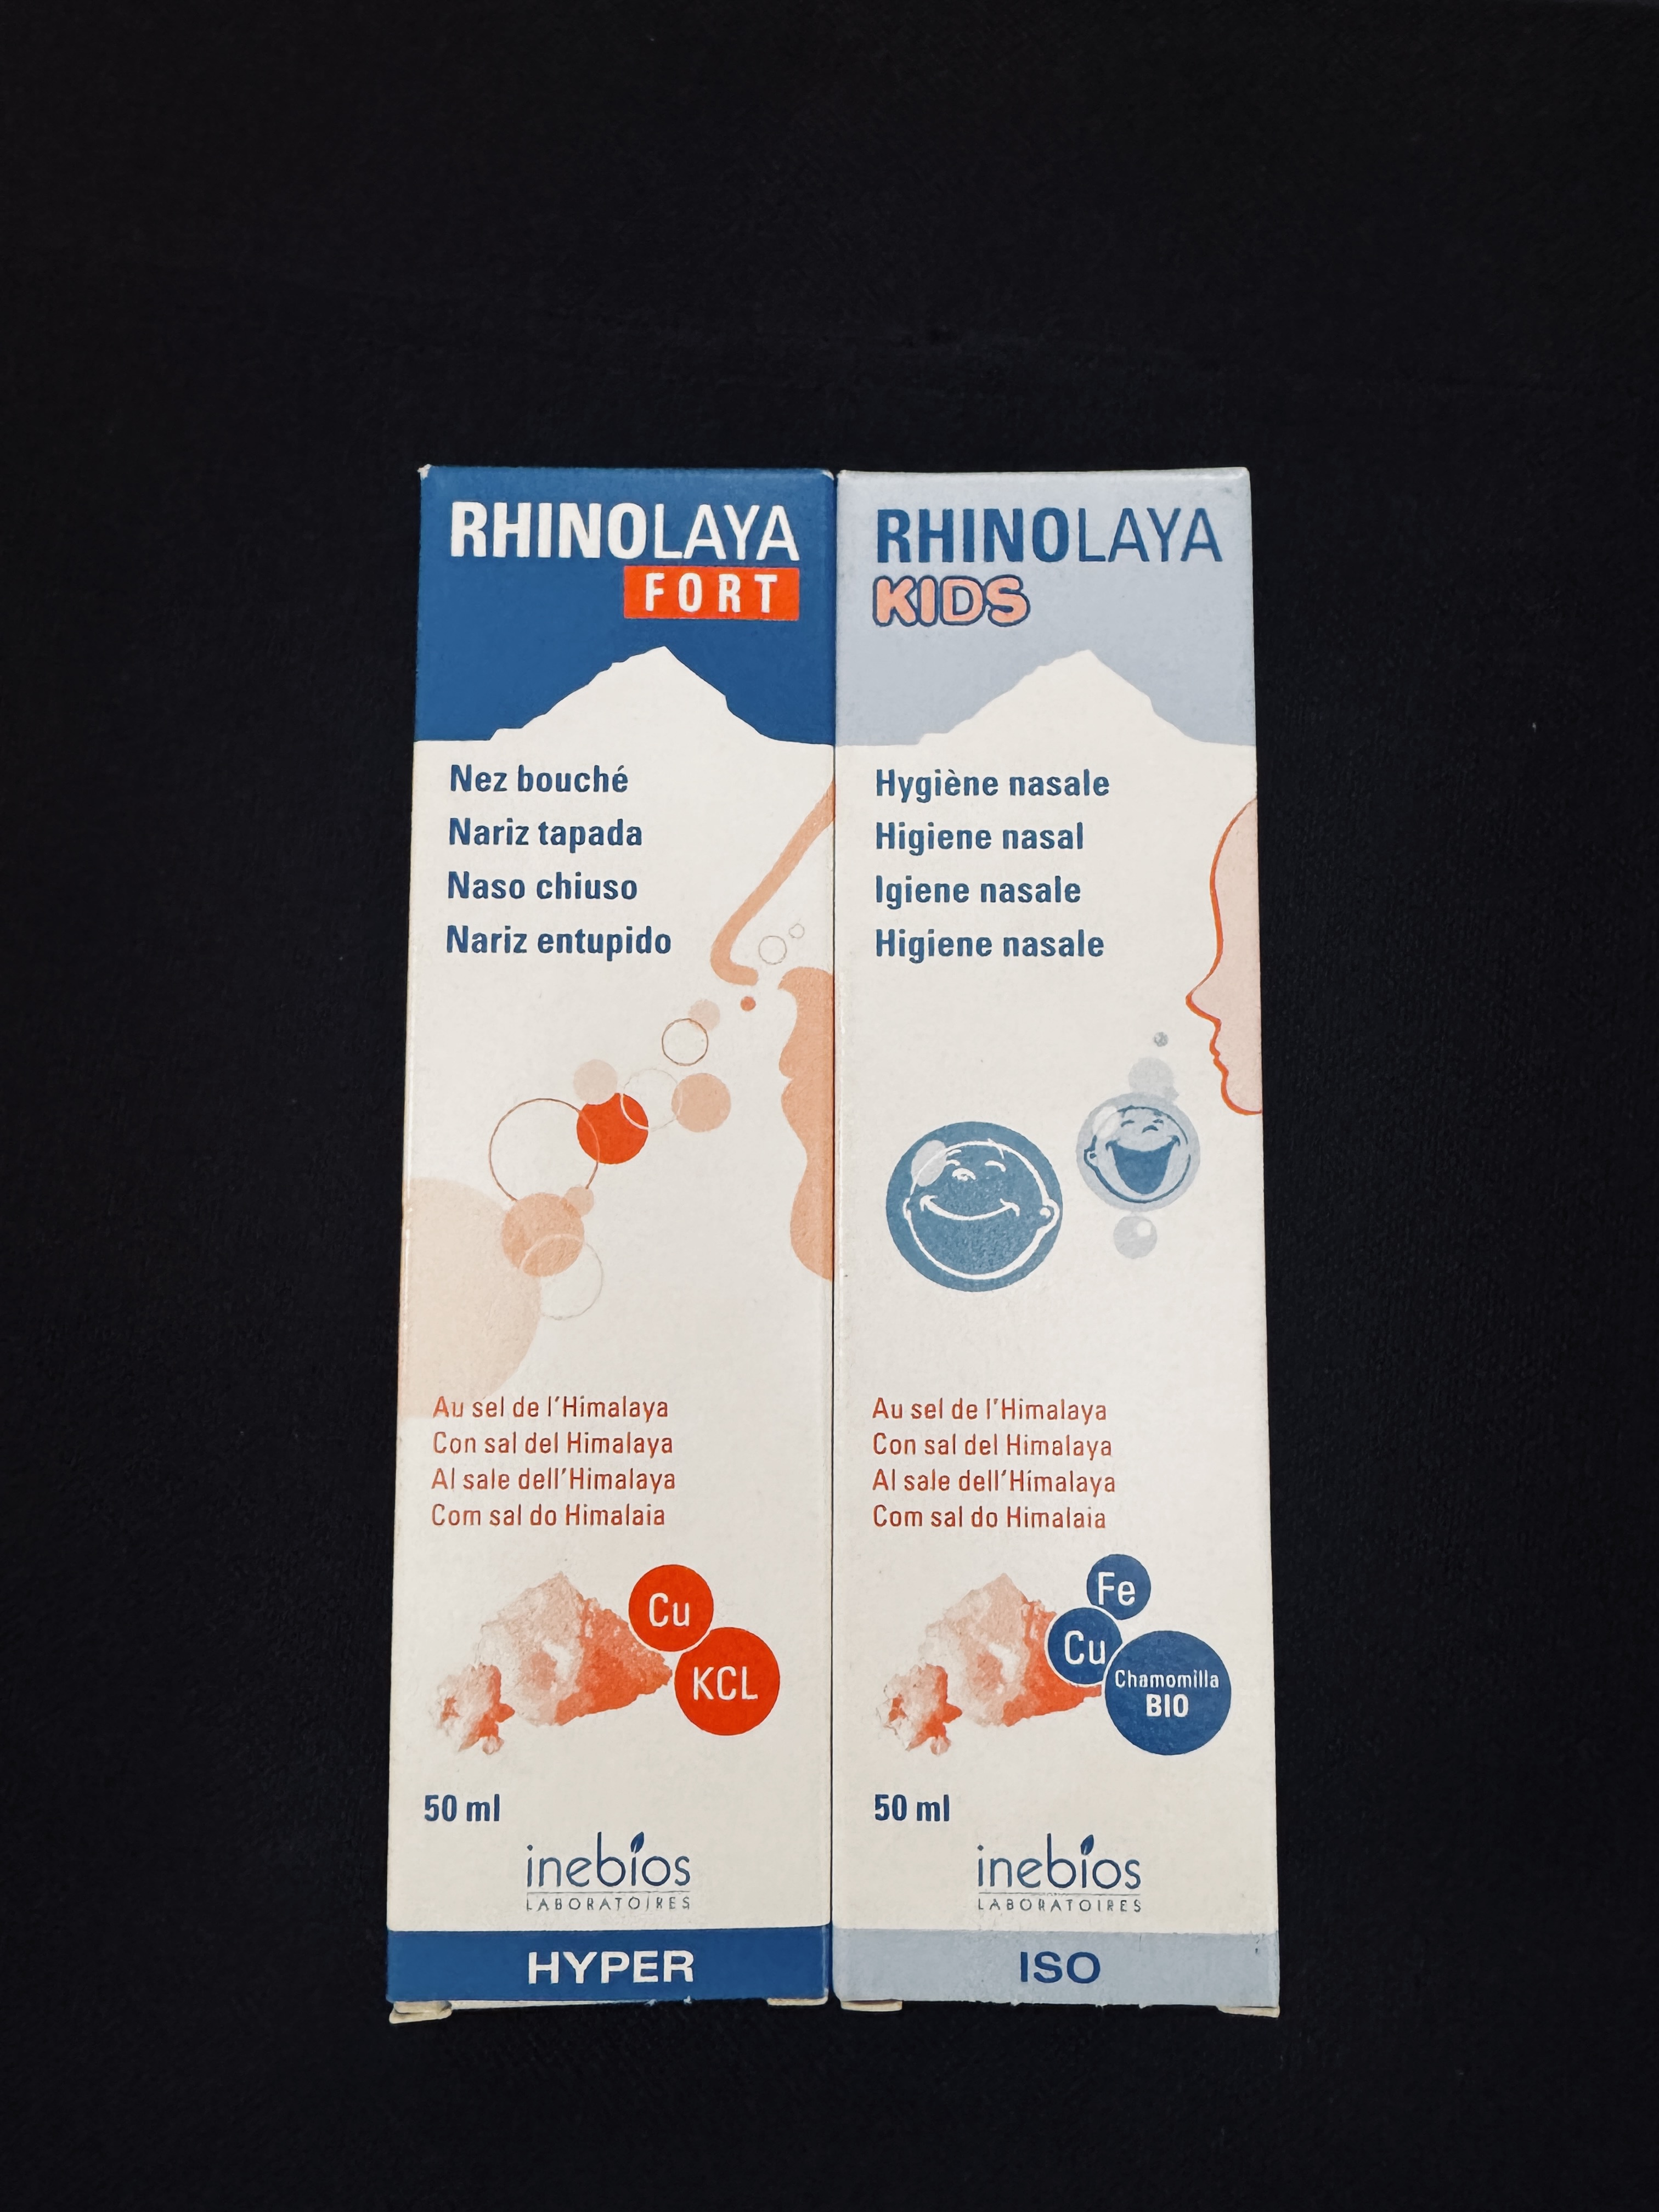 RHINOLAYA
FORT
Nez bouché
Nariz tapada
Naso chiuso
Nariz entupido
Au sel de l'Himalaya
Con sal del Himalaya
Al sale dell'Himalaya
Com sal do Himalaia
Cu
KCL
50 ml
inebios
LABORATOIRES
HYPER
RHINOLAYA
KIDS
Hygiène nasale
Higiene nasal
Igiene nasale
Higiene nasale
Au sel de l'Himalaya
Con sal del Himalaya
Al sale dell'Himalaya
Com sal do Himalaia
Fe
Cu
Chamomilla
BIO
50 ml
inebios
LABORATOIRES
ISO